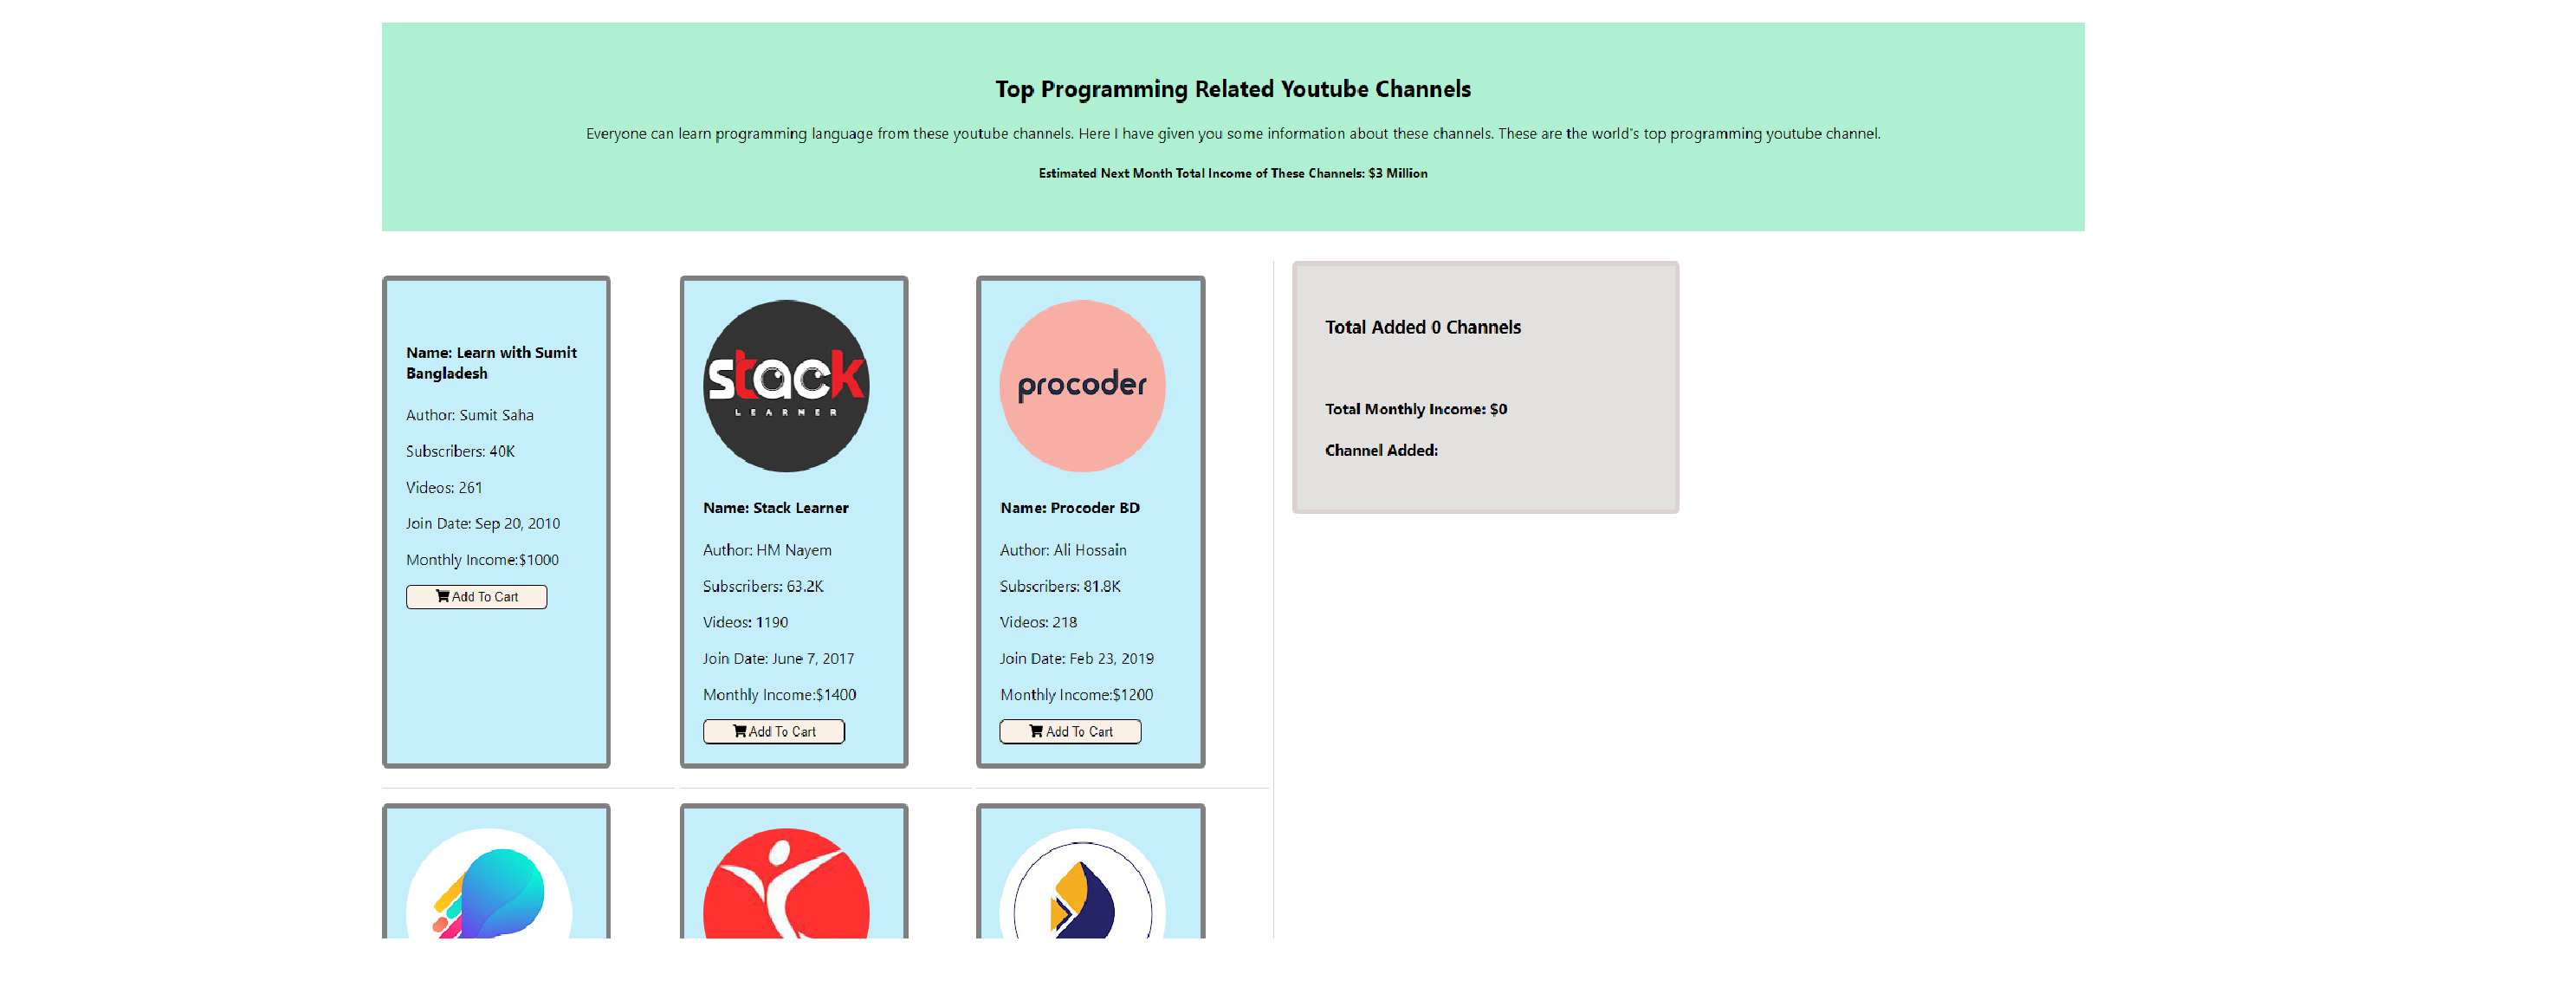 Top Programming Related Youtube Channels
Everyone can learn programming language from these youtube channels. Here I have given you some information about these channels. These are the world's top programming youtube channel.
Estimated Next Month Total Income of These Channels: $3 Million
Name: Learn with Sumit
Bangladesh
Author: Sumit Saha
Subscribers: 40K
Videos: 261
Join Date: Sep 20, 2010
Monthly Income:$1000
Add To Cart
stack
LEARNER
Name: Stack Learner
Author: HM Nayem
Subscribers: 63.2K
Videos: 1190
Join Date: June 7, 2017
Monthly Income:$1400
Add To Cart
procoder
Name: Procoder BD
Author: Ali Hossain
Subscribers: 81.8K
Videos: 218
Join Date: Feb 23, 2019
Monthly Income:$1200
Add To Cart
Total Added 0 Channels
Total Monthly Income: $0
Channel Added: